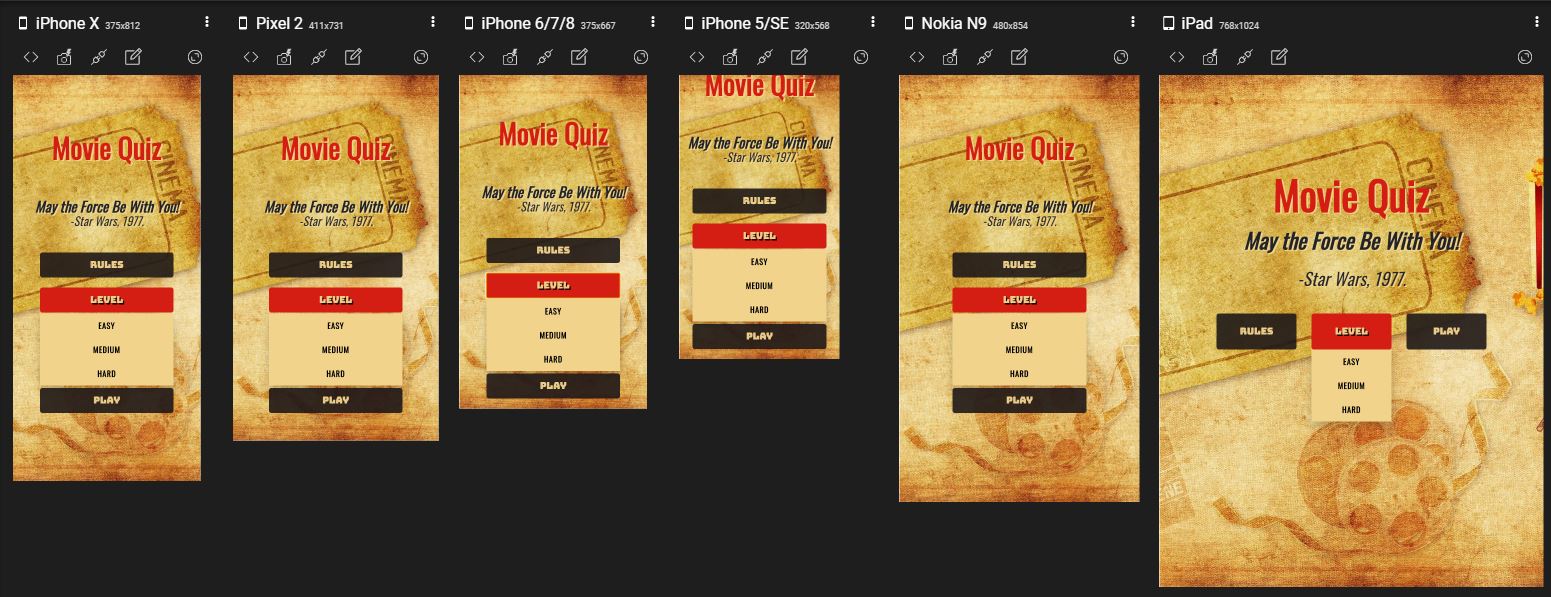 iPhone X 375x812
Movie Quiz
CINEMA
May the Force Be With You!
-Star Wars, 1977.
RULES
LEVEL
EASY
MEDIUM
HARD
PLAY
Pixel 2 411x731
Movie Quiz
CINEMA
May the Force Be With You!
-Star Wars, 1977.
RULES
LEVEL
EASY
MEDIUM
HARD
PLAY
iPhone 6/7/8 375x667
Movie Quiz
CINEMA
May the Force Be With You!
-Star Wars, 1977.
RULES
LEVEL
EASY
MEDIUM
HARD
PLAY
iPhone 5/SE 320x568
Movie Quiz
CINEMA
May the Force Be With You!
-Star Wars, 1977.
RULES
LEVEL
EASY
MEDIUM
HARD
PLAY
Nokia N9 480x854
Movie Quiz
CINEMA
May the Force Be With You!
-Star Wars, 1977.
RULES
LEVEL
EASY
MEDIUM
HARD
PLAY
iPad 768x1024
CINEMA
Movie Quiz
May the Force Be With You!
-Star Wars, 1977.
RULES
LEVEL
PLAY
EASY
MEDIUM
HARD